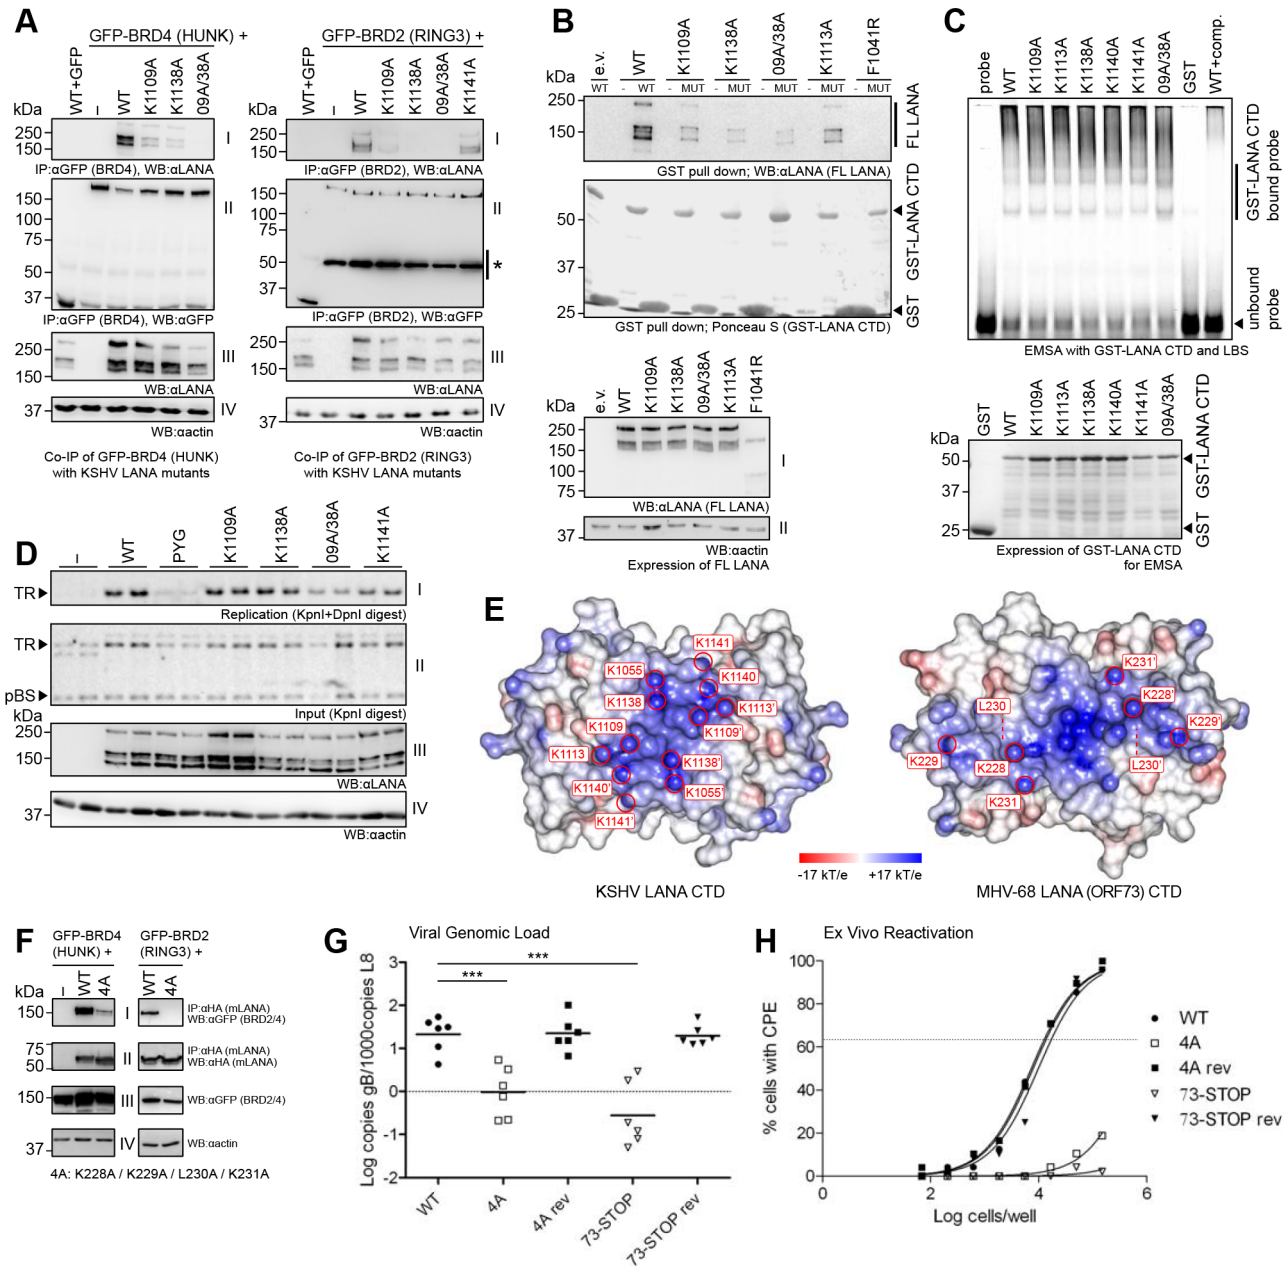 A
GFP-BRD4 (HUNK) +
GFP-BRD2 (RING3) +
WT+GFP
–
WT
K1109A
K1138A
09A/38A
WT+GFP
–
WT
K1109A
K1138A
09A/38A
K1141A
kDa
250
150
I
IP:αGFP (BRD4), WB:αLANA
150
100
75
50
37
II
IP:αGFP (BRD4), WB:αGFP
250
150
III
WB:αLANA
37
IV
WB:αactin
Co-IP of GFP-BRD4 (HUNK)
with KSHV LANA mutants
kDa
250
150
I
IP:αGFP (BRD2), WB:αLANA
150
100
75
50
37
II
*
IP:αGFP (BRD2), WB:αGFP
250
150
III
WB:αLANA
37
IV
WB:αactin
Co-IP of GFP-BRD2 (RING3)
with KSHV LANA mutants
B
e.v.
WT
K1109A
K1138A
09A/38A
K1113A
F1041R
kDa
WT
- WT
- MUT
- MUT
- MUT
- MUT
- MUT
250
150
FL LANA
GST pull down; WB:αLANA (FL LANA)
50
37
25
GST-LANA CTD
GST
GST pull down; Ponceau S (GST-LANA CTD)
e.v.
WT
K1109A
K1138A
09A/38A
K1113A
F1041R
kDa
250
150
100
75
I
WB:αLANA (FL LANA)
37
II
WB:αactin
Expression of FL LANA
C
probe
WT
K1109A
K1113A
K1138A
K1140A
K1141A
09A/38A
GST
WT+comp.
GST-LANA CTD
bound probe
unbound
probe
EMSA with GST-LANA CTD and LBS
GST
WT
K1109A
K1113A
K1138A
K1140A
K1141A
09A/38A
kDa
50
37
25
GST-LANA CTD
GST
Expression of GST-LANA CTD
for EMSA
D
–
WT
PYG
K1109A
K1138A
09A/38A
K1141A
TR
I
Replication (KpnI+DpnI digest)
TR
II
pBS
Input (KpnI digest)
kDa
250
150
III
WB:αLANA
37
IV
WB:αactin
E
K1141
K1055
K1140
K1138
K1113'
K1109
K1109'
K1113
K1138'
K1140'
K1055'
K1141'
KSHV LANA CTD
-17 kT/e
+17 kT/e
K231'
K228'
L230
K229'
K229
K228
L230'
K231
MHV-68 LANA (ORF73) CTD
F
GFP-BRD4
(HUNK) +
GFP-BRD2
(RING3) +
kDa
–
WT
4A
WT
4A
150
I
IP:αHA (mLANA)
WB:αGFP (BRD2/4)
75
50
II
IP:αHA (mLANA)
WB:αHA (mLANA)
150
III
WB:αGFP (BRD2/4)
37
IV
WB:αactin
4A: K228A / K229A / L230A / K231A
G
Viral Genomic Load
Log copies gB/1000copies L8
3
2
1
0
-1
-2
***
***
WT
4A
4A rev
73-STOP
73-STOP rev
H
Ex Vivo Reactivation
% cells with CPE
100
80
60
40
20
0
0
2
4
6
Log cells/well
WT
4A
4A rev
73-STOP
73-STOP rev